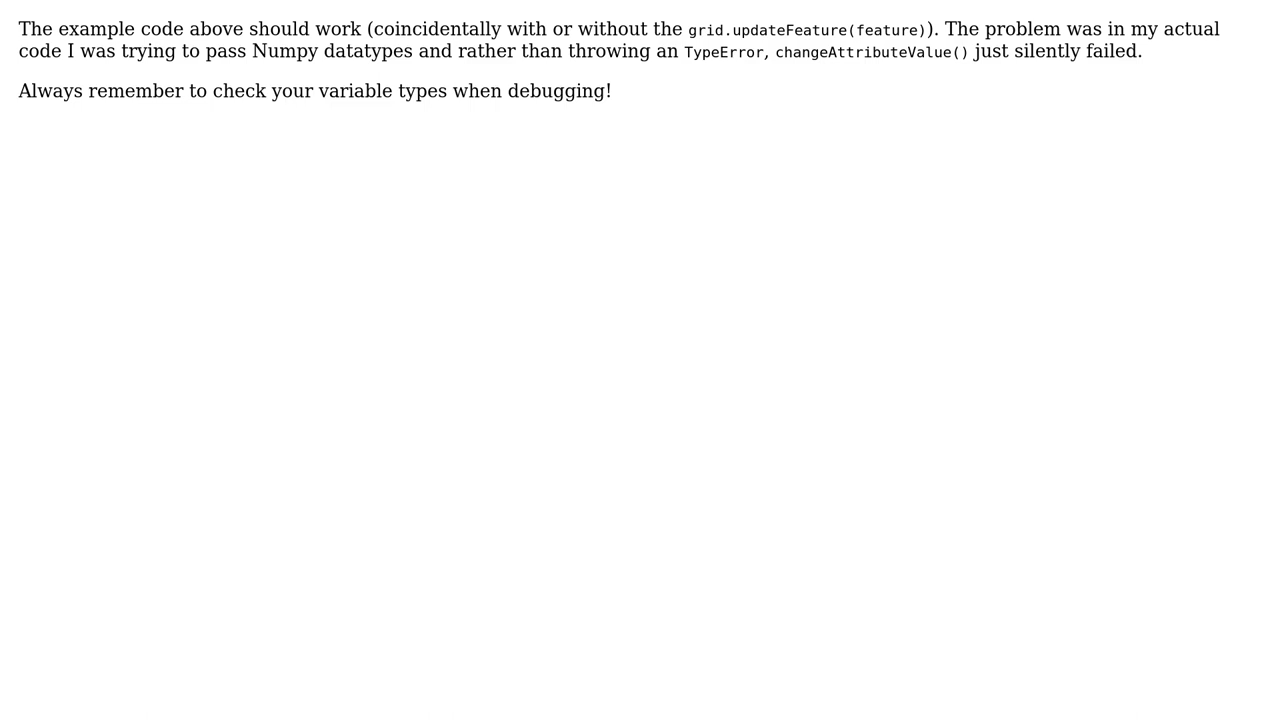 The example code above should work (coincidentally with or without the grid.updateFeature(feature)). The problem was in my actual
code I was trying to pass Numpy datatypes and rather than throwing an TypeError, changeAttributeValue() just silently failed.
Always remember to check your variable types when debugging!